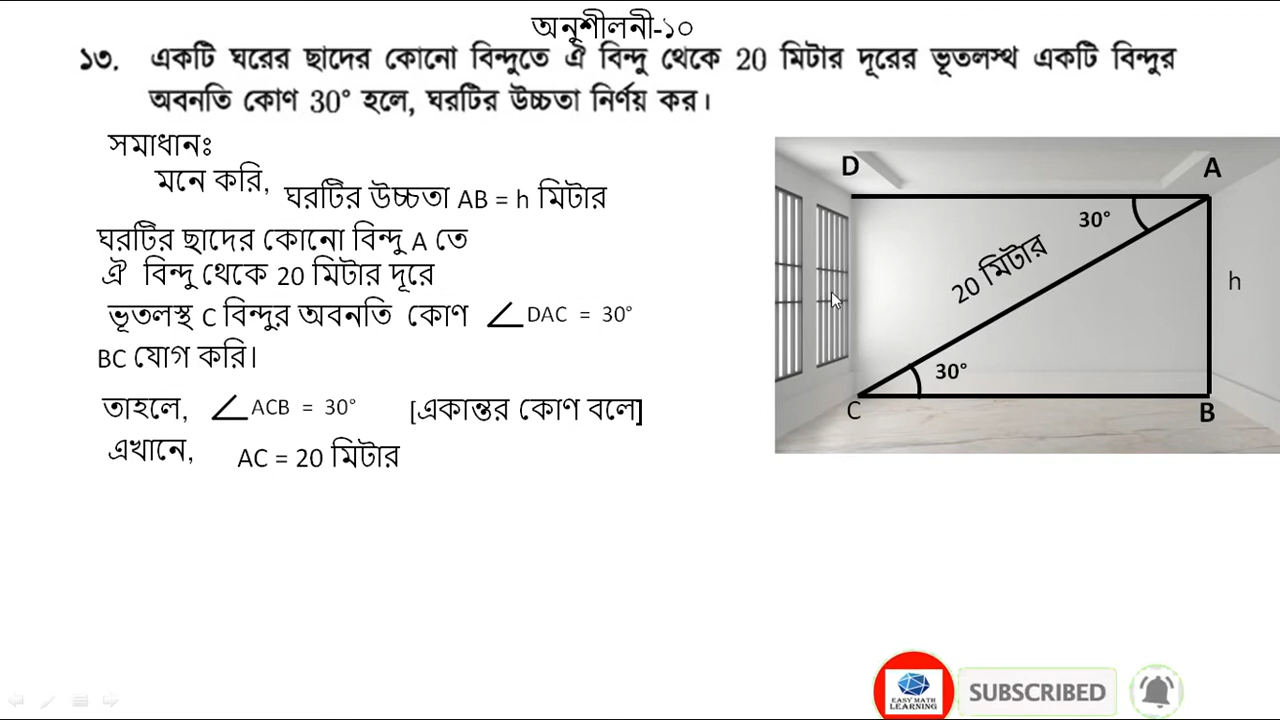 অনুশীলনী-১০
১৩. একটি ঘরের ছাদের কোনো বিন্দুতে ঐ বিন্দু থেকে 20 মিটার দূরের ভূতলস্থ একটি বিন্দুর
অবনতি কোণ 30° হলে, ঘরটির উচ্চতা নির্ণয় কর।
সমাধানঃ
মনে করি, ঘরটির উচ্চতা AB = h মিটার
ঘরটির ছাদের কোনো বিন্দু A তে
ঐ বিন্দু থেকে 20 মিটার দূরে
ভূতলস্থ C বিন্দুর অবনতি কোণ ∠DAC = 30°
BC যোগ করি।
তাহলে, ∠ACB = 30° [একান্তর কোণ বলে]
এখানে, AC = 20 মিটার
D A
30°
20 মিটার
h
30°
C B
EASY MATH
LEARNING
SUBSCRIBED